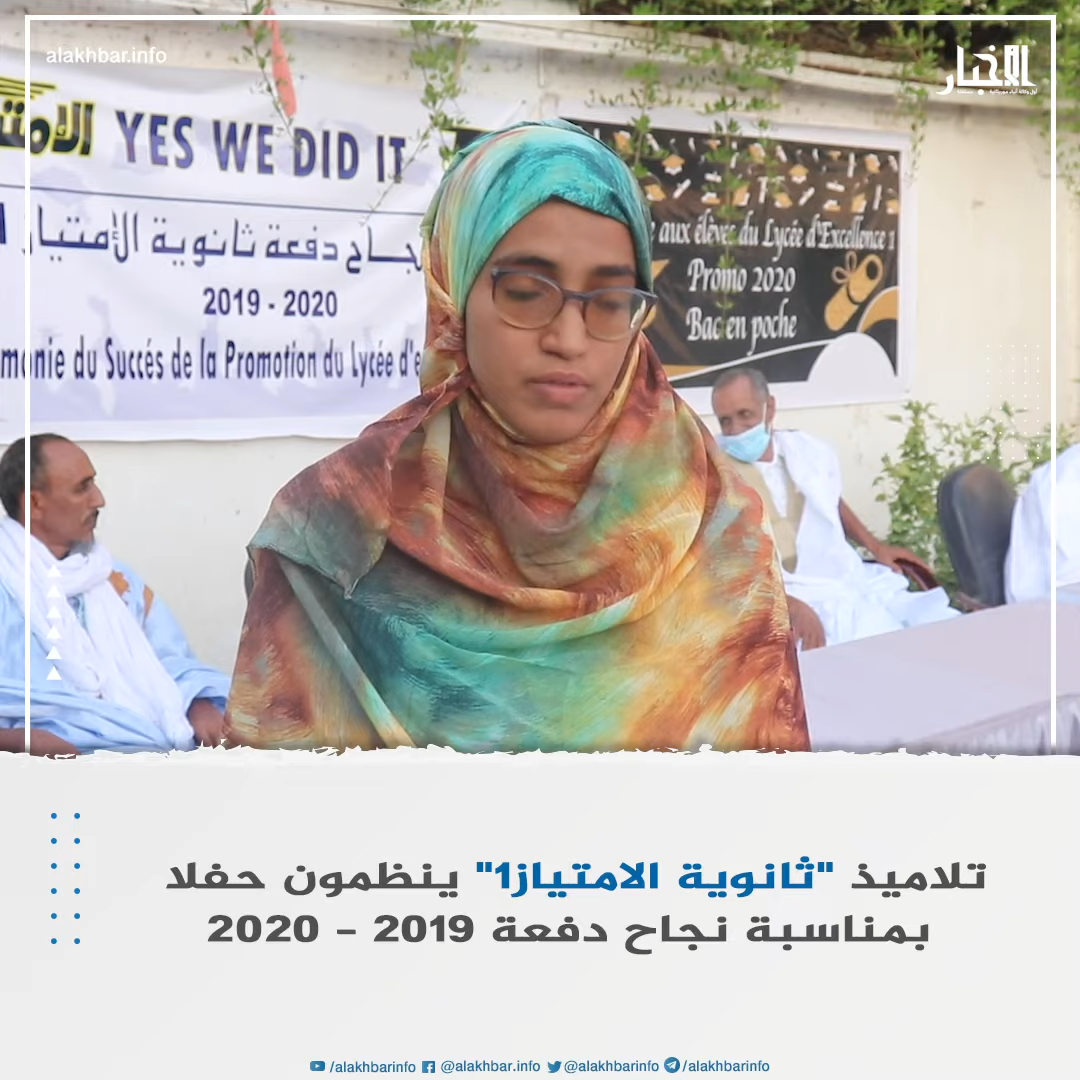 alakhbar.info
الأخبار
YES WE DID IT
دفعة ثانوية الإمتياز
2019 - 2020
du Succés de la Promotion du Lycée
aux élèves du Lycée d'Excellence 1
Promo 2020
Bac en poche
تلاميذ "ثانوية الامتياز1" ينظمون حفلا
بمناسبة نجاح دفعة 2019 - 2020
/alakhbarinfo @alakhbar.info @alakhbarinfo /alakhbarinfo